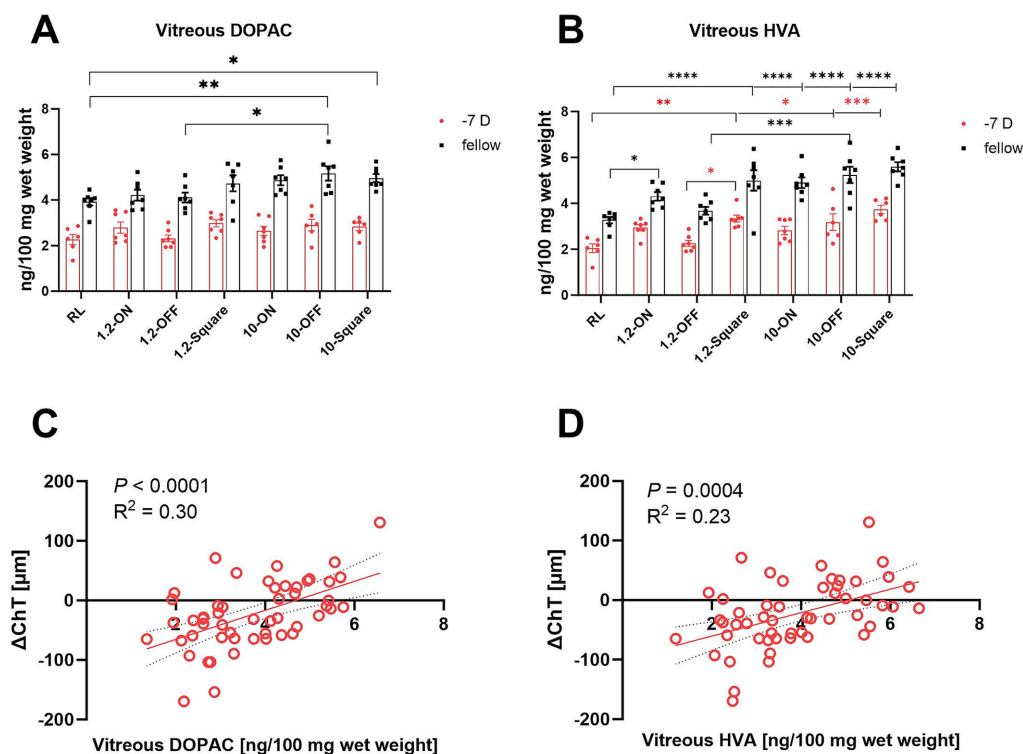 A
Vitreous DOPAC
*
**
*
ng/100 mg wet weight
8
6
4
2
0
RL
1.2-ON
1.2-OFF
1.2-Square
10-ON
10-OFF
10-Square
-7 D
fellow
B
Vitreous HVA
**** **** **** ****
** * ***
***
* *
ng/100 mg wet weight
8
6
4
2
0
RL
1.2-ON
1.2-OFF
1.2-Square
10-ON
10-OFF
10-Square
-7 D
fellow
C
P < 0.0001
R² = 0.30
ΔChT [µm]
200
100
0
-100
-200
2 4 6 8
Vitreous DOPAC [ng/100 mg wet weight]
D
P = 0.0004
R² = 0.23
ΔChT [µm]
200
100
0
-100
-200
2 4 6 8
Vitreous HVA [ng/100 mg wet weight]